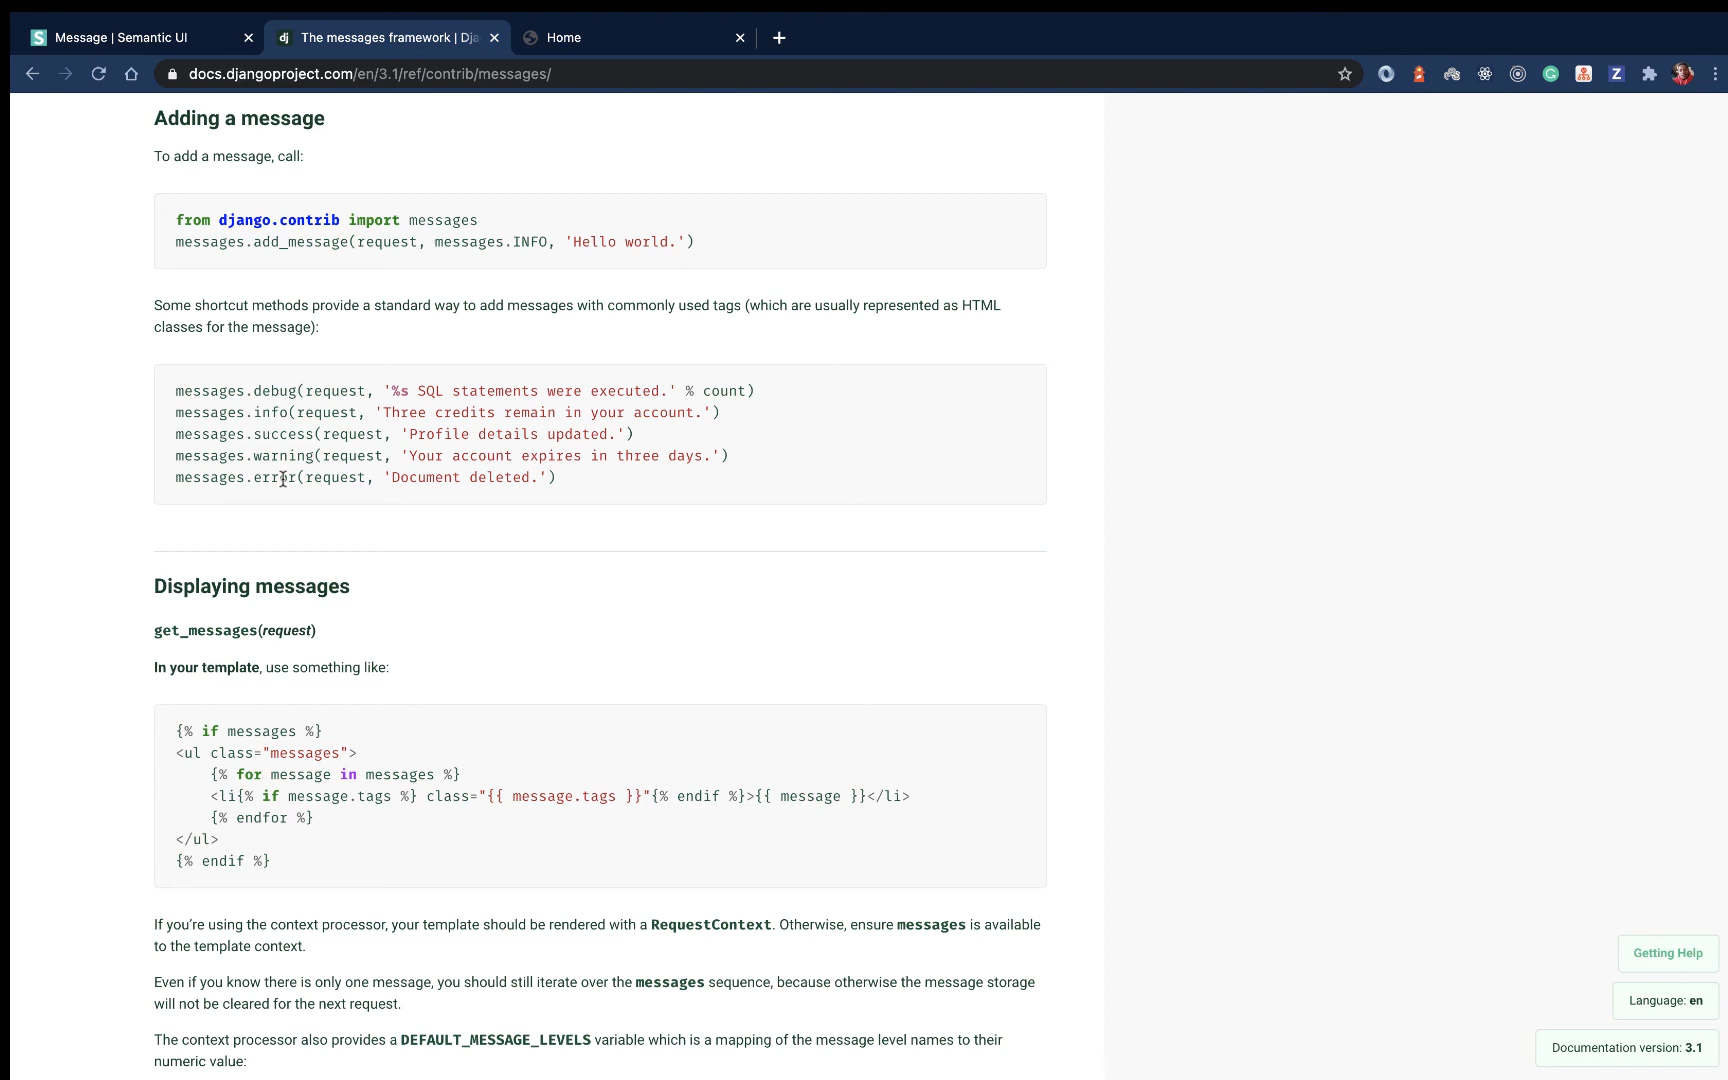 Message | Semantic UI
The messages framework | Dja
Home
docs.djangoproject.com/en/3.1/ref/contrib/messages/
Adding a message
To add a message, call:
from django.contrib import messages
messages.add_message(request, messages.INFO, 'Hello world.')
Some shortcut methods provide a standard way to add messages with commonly used tags (which are usually represented as HTML
classes for the message):
messages.debug(request, '%s SQL statements were executed.' % count)
messages.info(request, 'Three credits remain in your account.')
messages.success(request, 'Profile details updated.')
messages.warning(request, 'Your account expires in three days.')
messages.error(request, 'Document deleted.')
Displaying messages
get_messages(request)
In your template, use something like:
{% if messages %}
<ul class="messages">
    {% for message in messages %}
    <li{% if message.tags %} class="{{ message.tags }}"{% endif %}>{{ message }}</li>
    {% endfor %}
</ul>
{% endif %}
If you’re using the context processor, your template should be rendered with a RequestContext. Otherwise, ensure messages is available
to the template context.
Even if you know there is only one message, you should still iterate over the messages sequence, because otherwise the message storage
will not be cleared for the next request.
The context processor also provides a DEFAULT_MESSAGE_LEVELS variable which is a mapping of the message level names to their
numeric value:
Getting Help
Language: en
Documentation version: 3.1